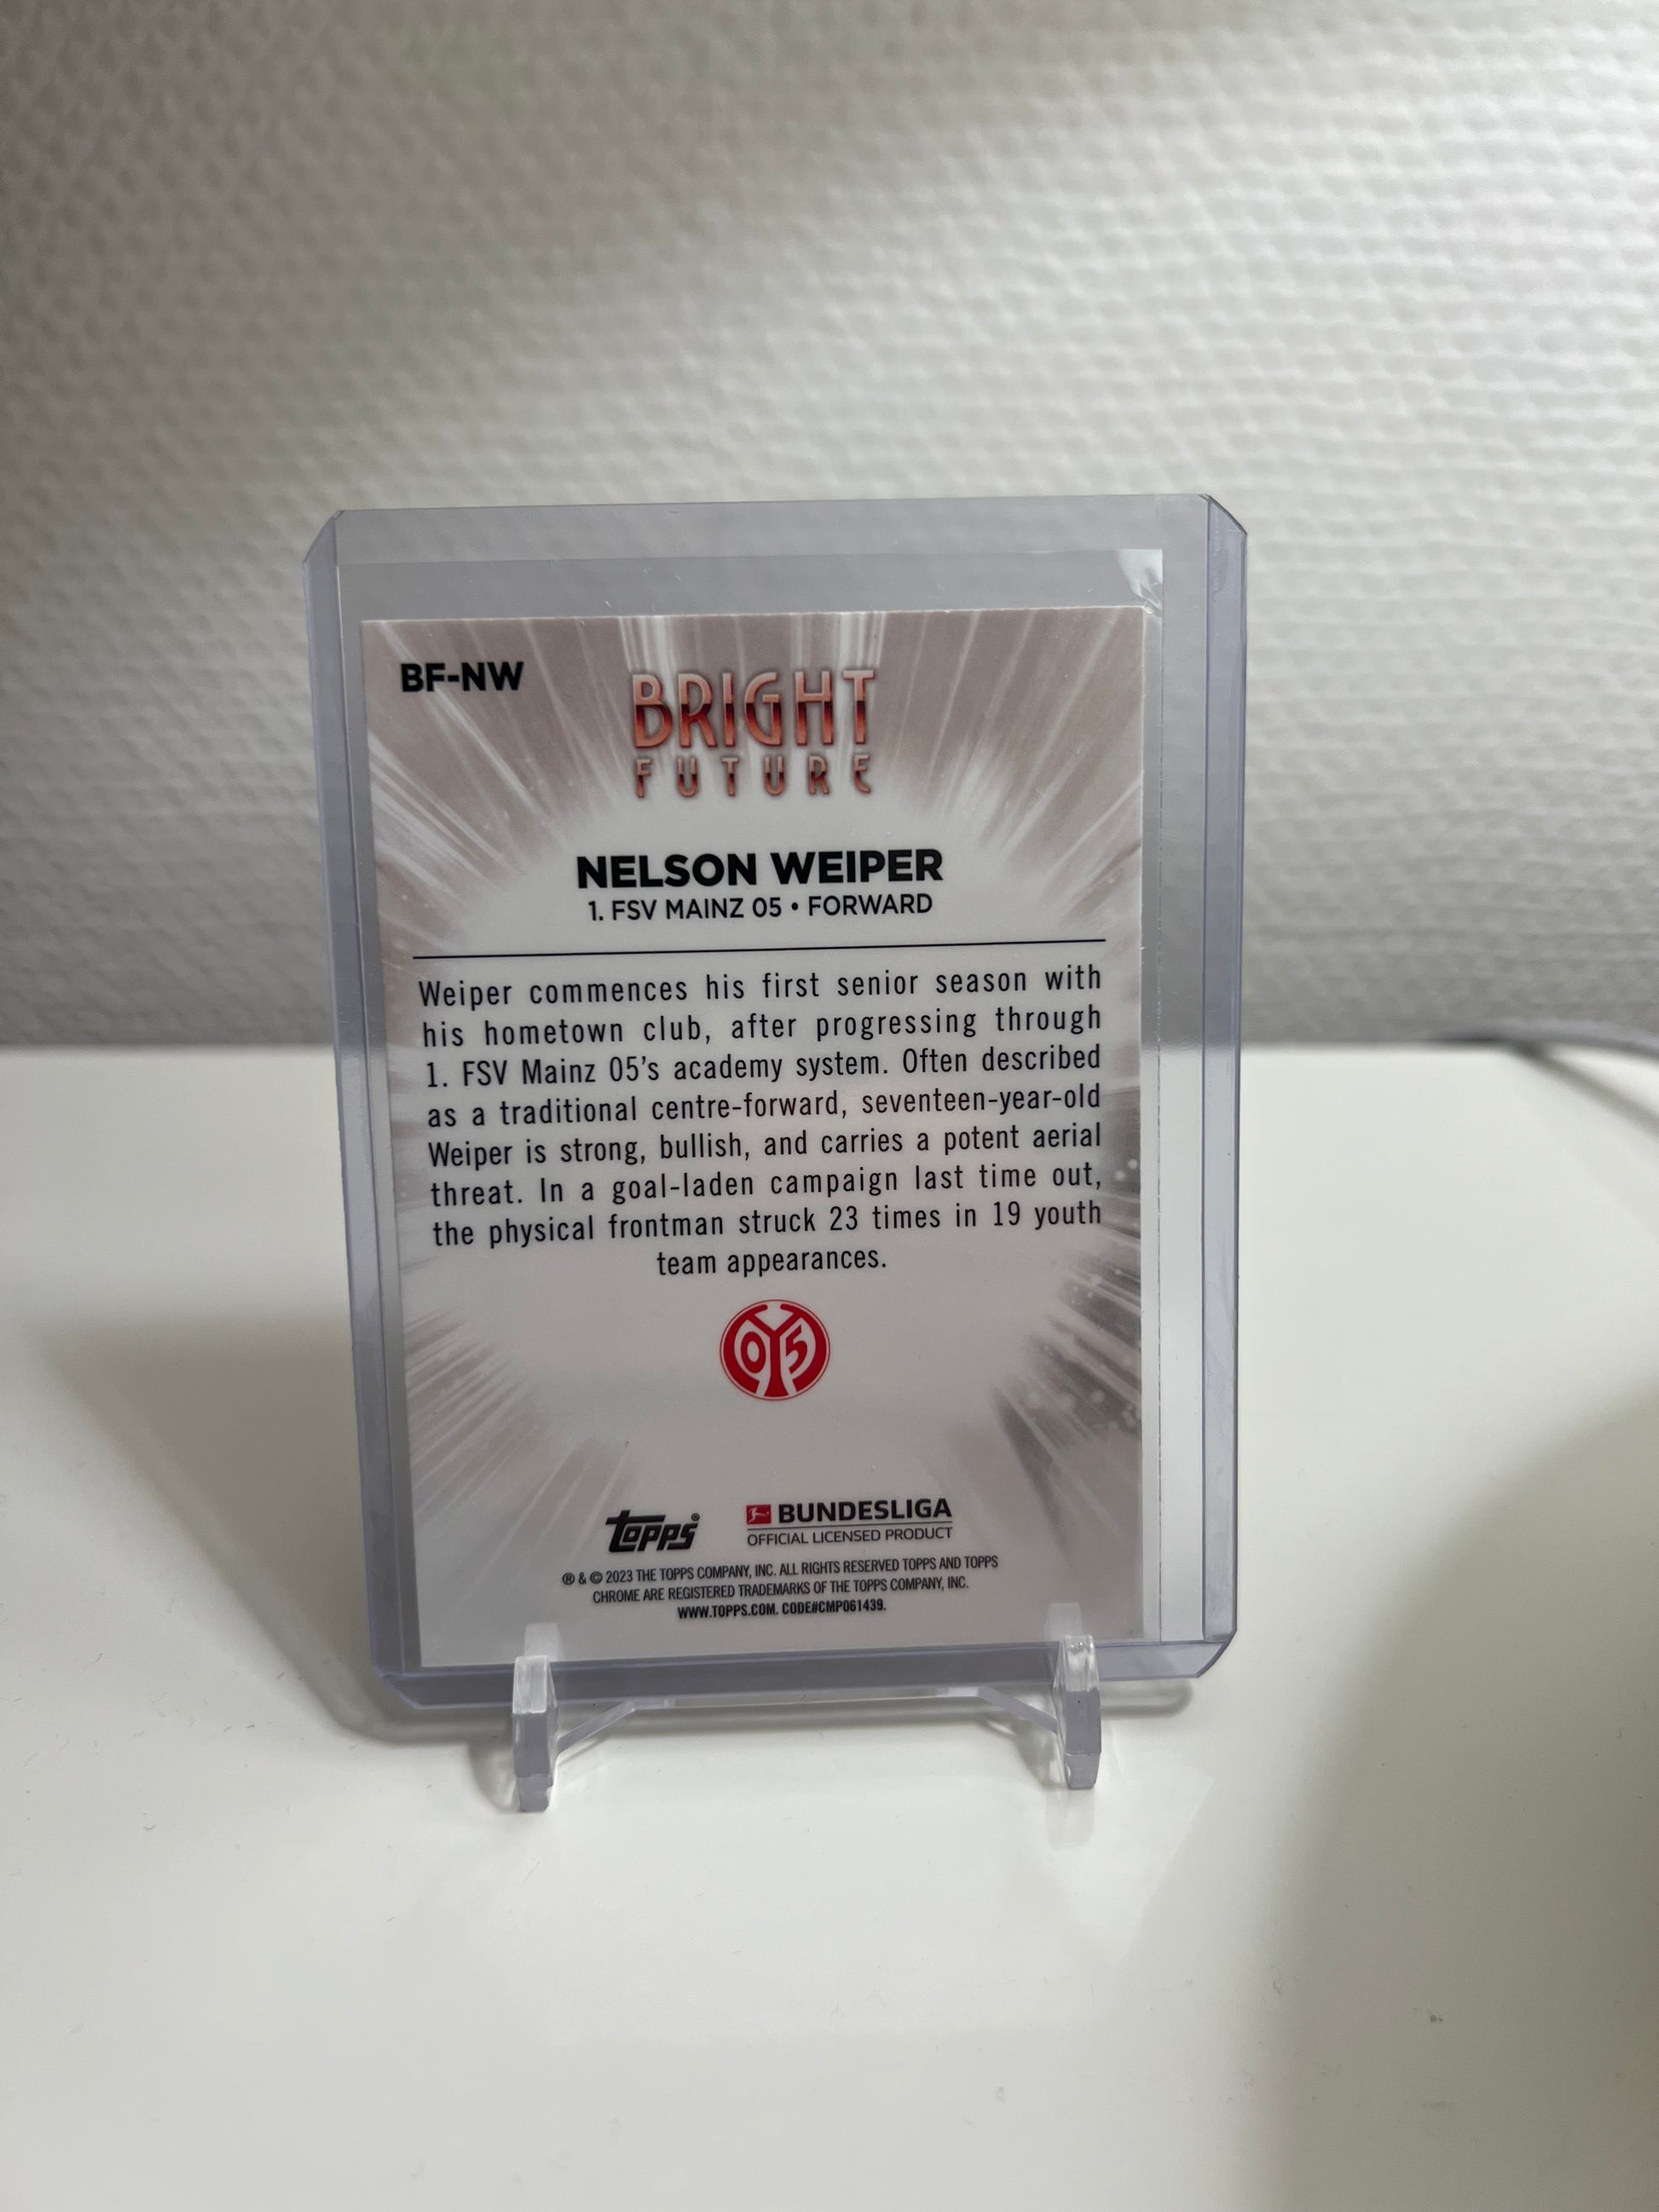 BF-NW
BRIGHT
FUTURE
NELSON WEIPER
1. FSV MAINZ 05 • FORWARD
Weiper commences his first senior season with
his hometown club, after progressing through
1. FSV Mainz 05's academy system. Often described
as a traditional centre-forward, seventeen-year-old
Weiper is strong, bullish, and carries a potent aerial
threat. In a goal-laden campaign last time out,
the physical frontman struck 23 times in 19 youth
team appearances.
05
topps®
BUNDESLIGA
OFFICIAL LICENSED PRODUCT
® & © 2023 THE TOPPS COMPANY, INC. ALL RIGHTS RESERVED TOPPS AND TOPPS
CHROME ARE REGISTERED TRADEMARKS OF THE TOPPS COMPANY, INC.
WWW.TOPPS.COM. CODE#CMP061439.